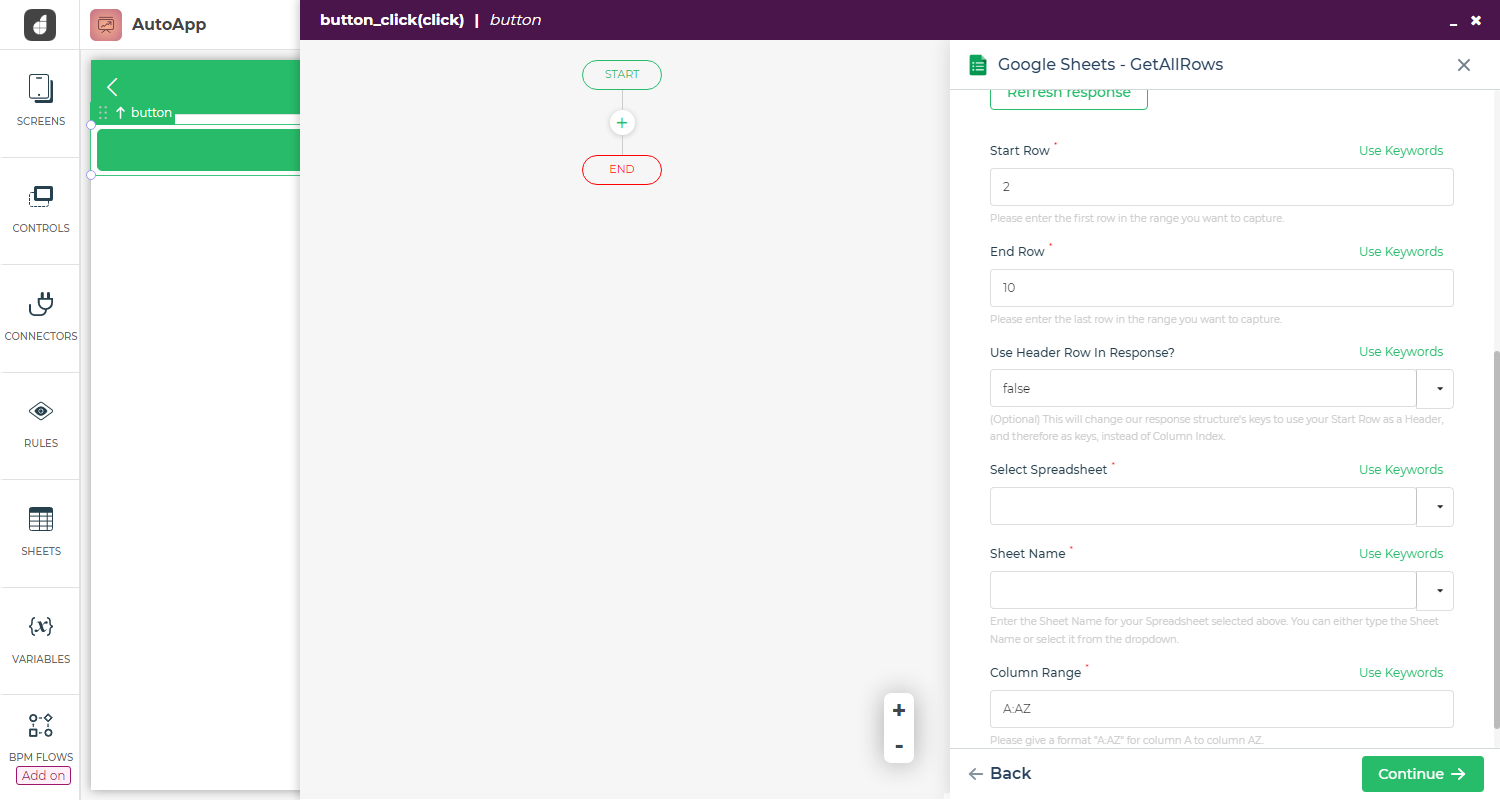 AutoApp
button_click(click) | button
SCREENS
CONTROLS
CONNECTORS
RULES
SHEETS
VARIABLES
BPM FLOWS
Add on
button
START
+
END
+
-
Google Sheets - GetAllRows
Refresh response
Start Row *
Use Keywords
2
Please enter the first row in the range you want to capture.
End Row *
Use Keywords
10
Please enter the last row in the range you want to capture.
Use Header Row In Response?
Use Keywords
false
(Optional) This will change our response structure's keys to use your Start Row as a Header,
and therefore as keys, instead of Column Index.
Select Spreadsheet *
Use Keywords
Sheet Name *
Use Keywords
Enter the Sheet Name for your Spreadsheet selected above. You can either type the Sheet
Name or select it from the dropdown.
Column Range *
Use Keywords
A:AZ
Please give a format "A:AZ" for column A to column AZ.
Back
Continue